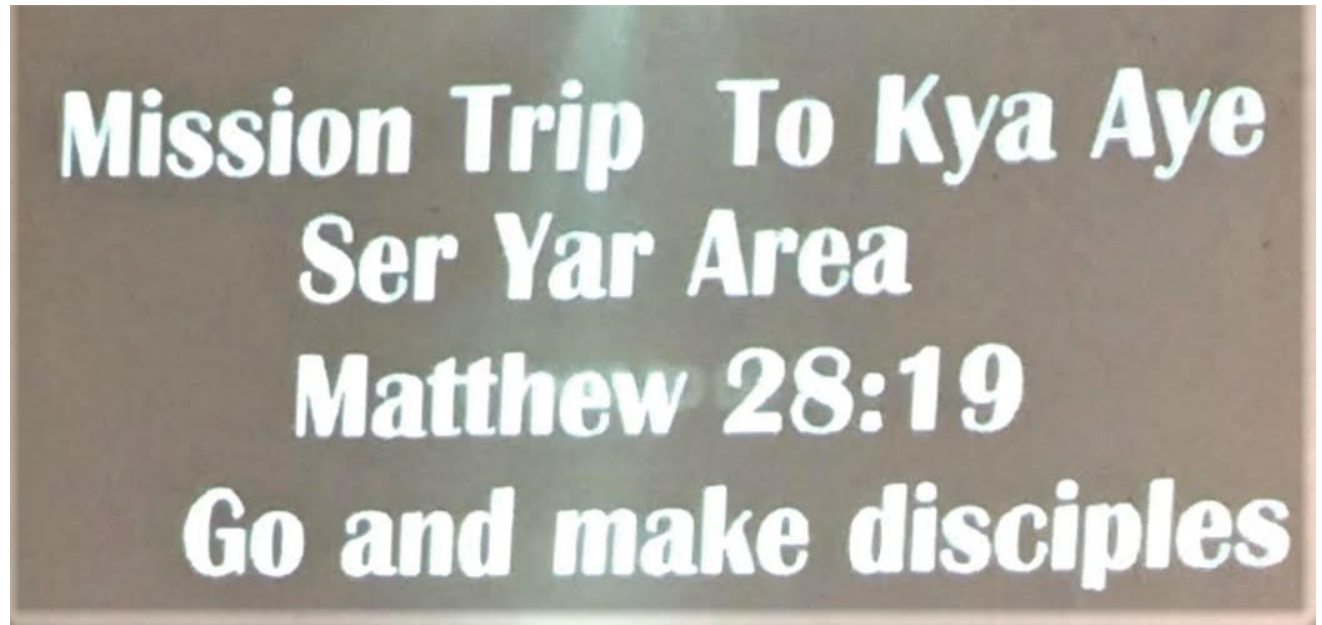 Mission Trip To Kya Aye
Ser Yar Area
Matthew 28:19
Go and make disciples